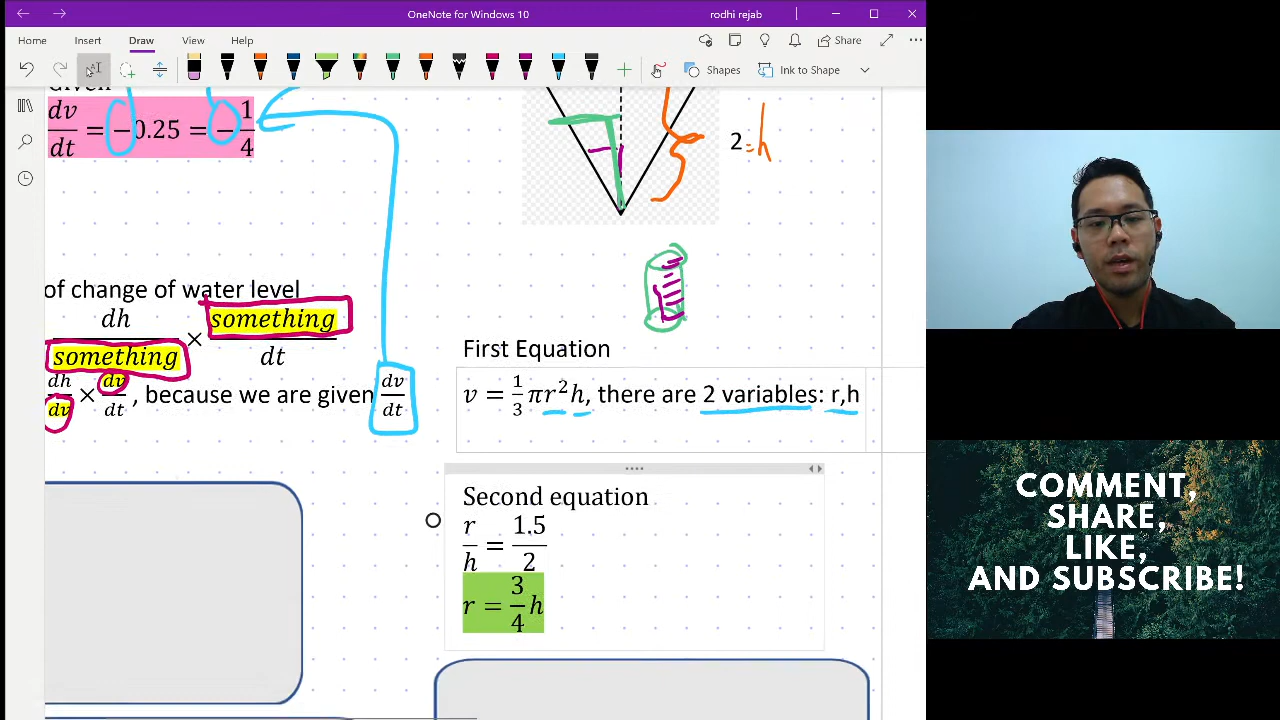 OneNote for Windows 10
rodhi rejab
Home Insert Draw View Help
Share
Shapes
Ink to Shape
Given
dv/dt = −0.25 = −1/4
2 = h
of change of water level
dh/something × something/dt
dh/dv × dv/dt , because we are given dv/dt
First Equation
v = 1/3 πr²h, there are 2 variables: r,h
Second equation
r/h = 1.5/2
r = 3/4 h
COMMENT,
SHARE,
LIKE,
AND SUBSCRIBE!